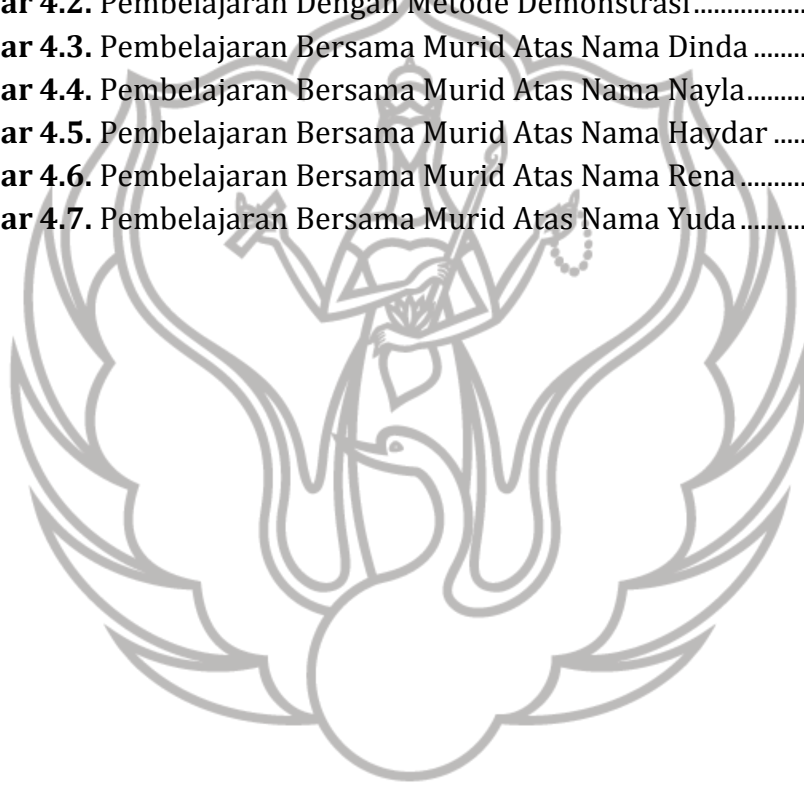 ar 4.2. Pembelajaran Dengan Metode Demonstrasi..................
ar 4.3. Pembelajaran Bersama Murid Atas Nama Dinda ........
ar 4.4. Pembelajaran Bersama Murid Atas Nama Nayla.........
ar 4.5. Pembelajaran Bersama Murid Atas Nama Haydar .....
ar 4.6. Pembelajaran Bersama Murid Atas Nama Rena..........
ar 4.7. Pembelajaran Bersama Murid Atas Nama Yuda..........